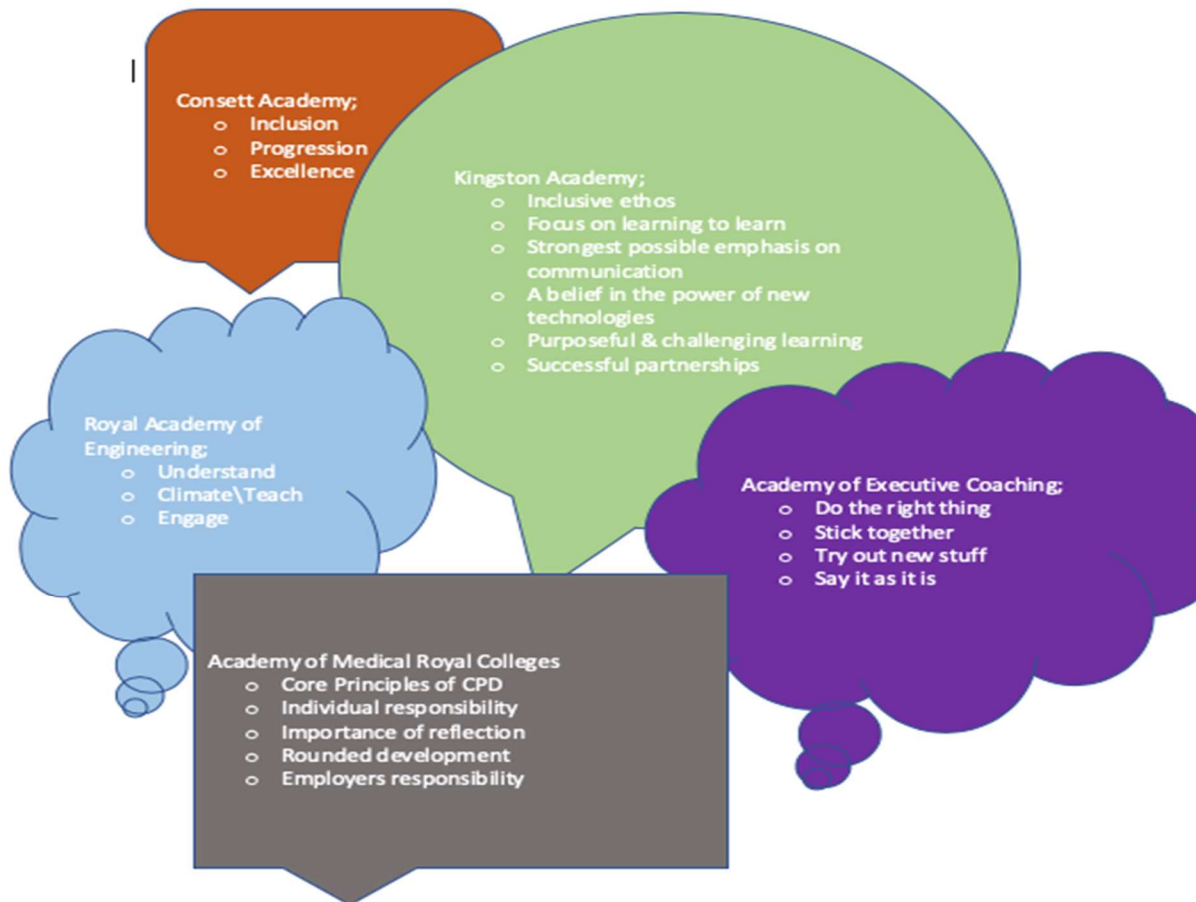 Consett Academy;
o Inclusion
o Progression
o Excellence
Kingston Academy;
o Inclusive ethos
o Focus on learning to learn
o Strongest possible emphasis on
communication
o A belief in the power of new
technologies
o Purposeful & challenging learning
o Successful partnerships
Royal Academy of
Engineering;
o Understand
o Climate\Teach
o Engage
Academy of Executive Coaching;
o Do the right thing
o Stick together
o Try out new stuff
o Say it as it is
Academy of Medical Royal Colleges
o Core Principles of CPD
o Individual responsibility
o Importance of reflection
o Rounded development
o Employers responsibility